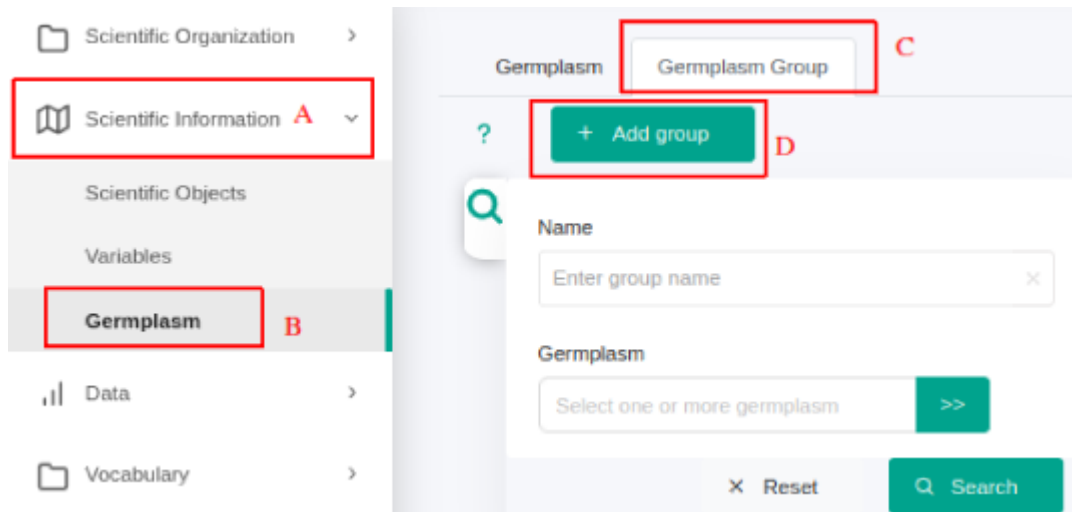 Scientific Organization
Scientific Information A
Scientific Objects
Variables
Germplasm B
Data
Vocabulary
Germplasm Germplasm Group C
? + Add group D
Name
Enter group name
Germplasm
Select one or more germplasm >>
Reset Search